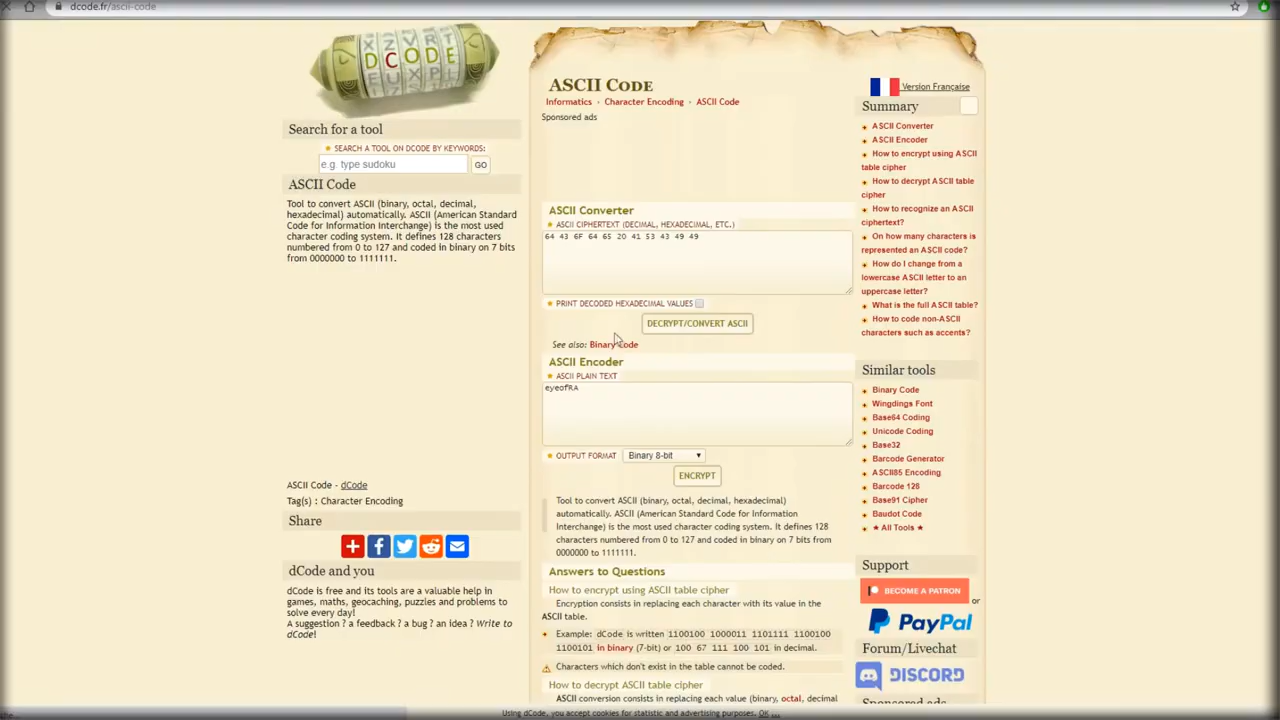 dcode.fr/ascii-code
DCODE
Search for a tool
SEARCH A TOOL ON DCODE BY KEYWORDS:
e.g. type sudoku
GO
ASCII Code
Tool to convert ASCII (binary, octal, decimal,
hexadecimal) automatically. ASCII (American Standard
Code for Information Interchange) is the most used
character coding system. It defines 128 characters
numbered from 0 to 127 and coded in binary on 7 bits
from 0000000 to 1111111.
ASCII Code - dCode
Tag(s) : Character Encoding
Share
dCode and you
dCode is free and its tools are a valuable help in
games, maths, geocaching, puzzles and problems to
solve every day!
A suggestion ? a feedback ? a bug ? an idea ? Write to
dCode!
ASCII CODE
Informatics · Character Encoding · ASCII Code
Sponsored ads
ASCII Converter
ASCII CIPHERTEXT (DECIMAL, HEXADECIMAL, ETC.)
64 43 6F 64 65 20 41 53 43 49 49
PRINT DECODED HEXADECIMAL VALUES
DECRYPT/CONVERT ASCII
See also: Binary Code
ASCII Encoder
ASCII PLAIN TEXT
eyeofRA
OUTPUT FORMAT Binary 8-bit
ENCRYPT
Tool to convert ASCII (binary, octal, decimal, hexadecimal)
automatically. ASCII (American Standard Code for Information
Interchange) is the most used character coding system. It defines 128
characters numbered from 0 to 127 and coded in binary on 7 bits from
0000000 to 1111111.
Answers to Questions
How to encrypt using ASCII table cipher
Encryption consists in replacing each character with its value in the
ASCII table.
Example: dCode is written 1100100 1000011 1101111 1100100
1100101 in binary (7-bit) or 100 67 111 100 101 in decimal.
Characters which don't exist in the table cannot be coded.
How to decrypt ASCII table cipher
ASCII conversion consists in replacing each value (binary, octal, decimal
Using dCode, you accept cookies for statistic and advertising purposes. OK ...
Version Française
Summary
ASCII Converter
ASCII Encoder
How to encrypt using ASCII
table cipher
How to decrypt ASCII table
cipher
How to recognize an ASCII
ciphertext?
On how many characters is
represented an ASCII code?
How do I change from a
lowercase ASCII letter to an
uppercase letter?
What is the full ASCII table?
How to code non-ASCII
characters such as accents?
Similar tools
Binary Code
Wingdings Font
Base64 Coding
Unicode Coding
Base32
Barcode Generator
ASCII85 Encoding
Barcode 128
Base91 Cipher
Baudot Code
★ All Tools ★
Support
BECOME A PATRON or
PayPal
Forum/Livechat
DISCORD
Sponsored ads